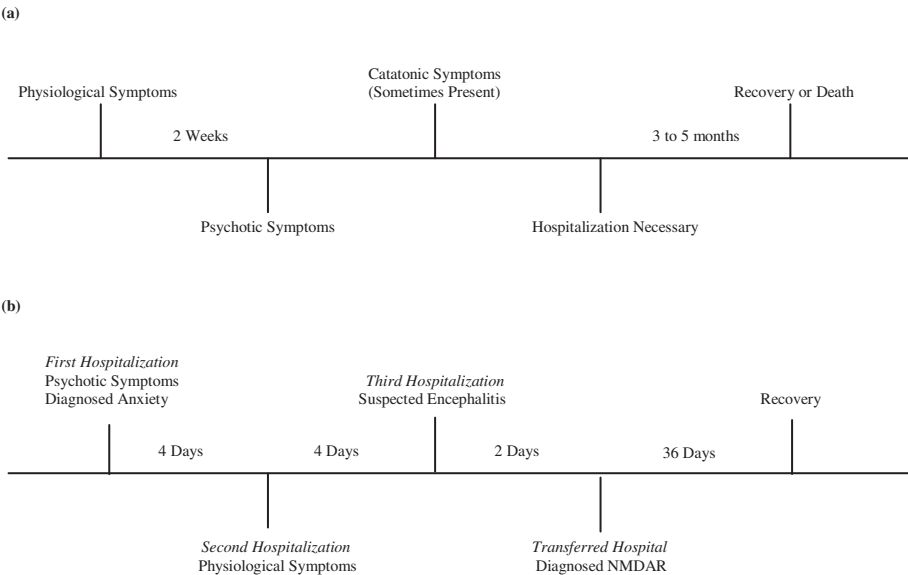 (a)
Physiological Symptoms
Catatonic Symptoms
(Sometimes Present)
Recovery or Death
2 Weeks
3 to 5 months
Psychotic Symptoms
Hospitalization Necessary
(b)
First Hospitalization
Psychotic Symptoms
Diagnosed Anxiety
Third Hospitalization
Suspected Encephalitis
Recovery
4 Days
4 Days
2 Days
36 Days
Second Hospitalization
Physiological Symptoms
Transferred Hospital
Diagnosed NMDAR